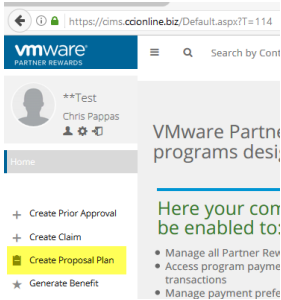 https://cims.ccionline.biz/Default.aspx?T=114
vmware
PARTNER REWARDS
Search by Cont
**Test
Chris Pappas
Home
VMware Partne
programs desig
Create Prior Approval
Create Claim
Create Proposal Plan
Generate Benefit
Here your com
be enabled to:
Manage all Partner Rew
Access program payme
transactions
Manage payment prefe